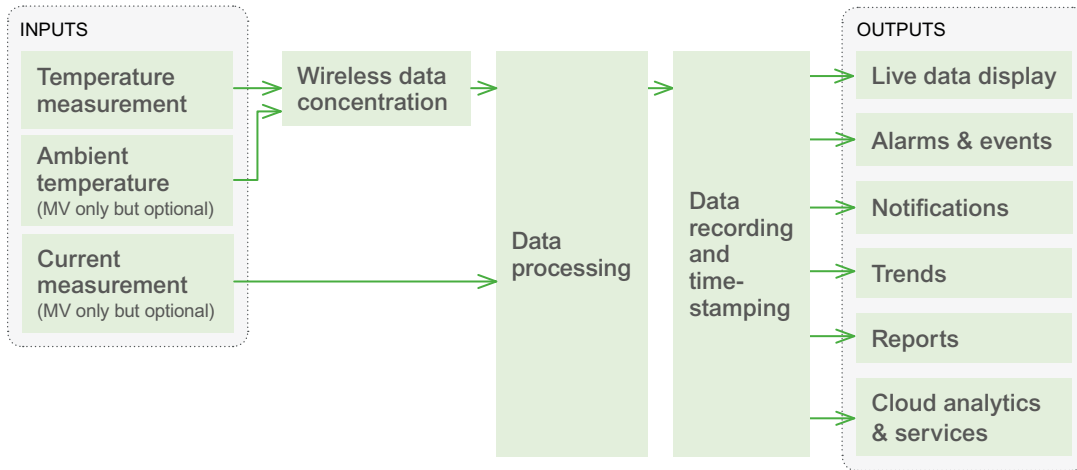 INPUTS
Temperature
measurement
Ambient
temperature
(MV only but optional)
Current
measurement
(MV only but optional)
Wireless data
concentration
Data
processing
Data
recording
and
time-
stamping
OUTPUTS
Live data display
Alarms & events
Notifications
Trends
Reports
Cloud analytics
& services